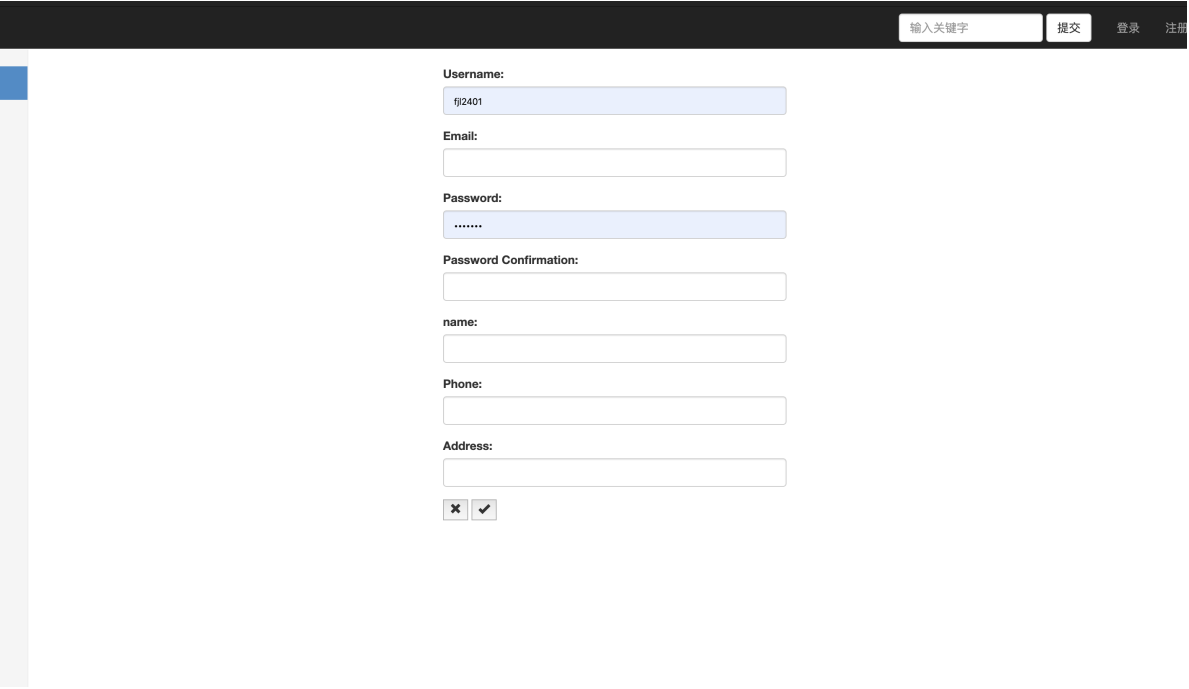 输入关键字 提交 登录 注册
Username:
fjl2401
Email:
Password:
•••••••
Password Confirmation:
name:
Phone:
Address: